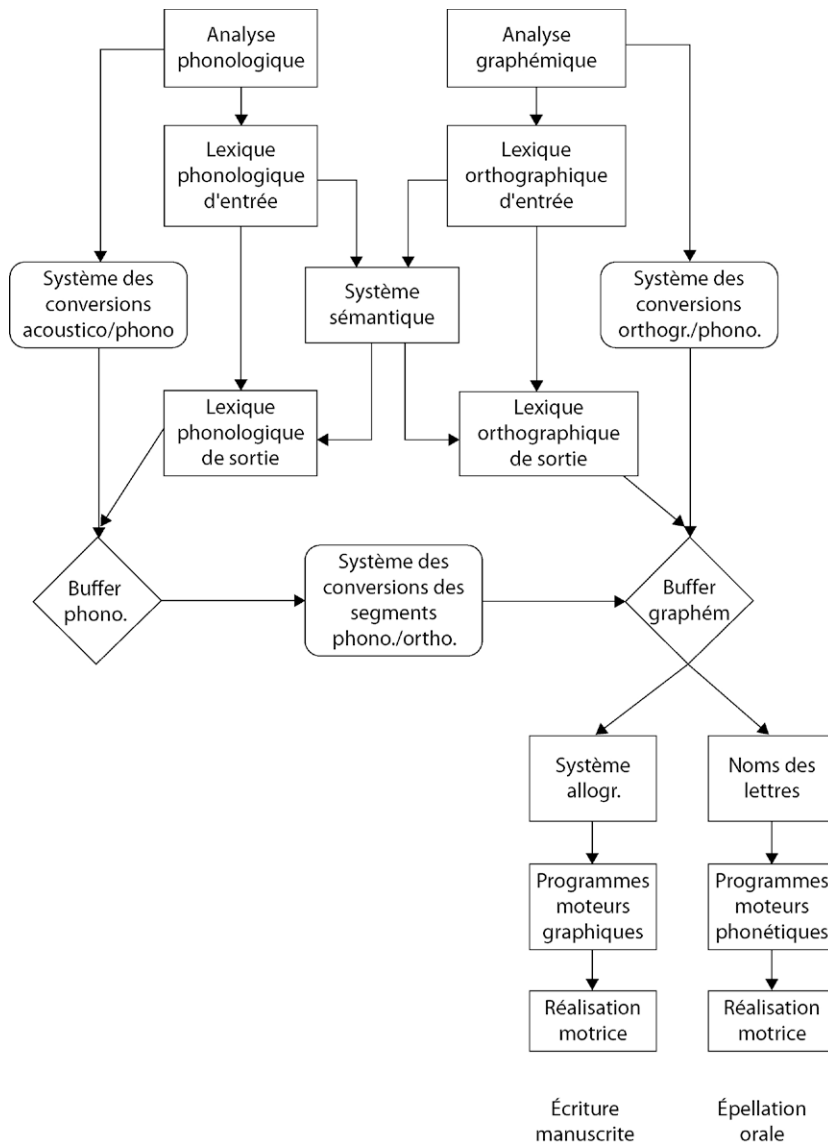 Analyse
phonologique
Analyse
graphémique
Lexique
phonologique
d'entrée
Lexique
orthographique
d'entrée
Système des
conversions
acoustico/phono
Système
sémantique
Système des
conversions
orthogr./phono.
Lexique
phonologique
de sortie
Lexique
orthographique
de sortie
Buffer
phono.
Système des
conversions des
segments
phono./ortho.
Buffer
graphém
Système
allogr.
Noms des
lettres
Programmes
moteurs
graphiques
Programmes
moteurs
phonétiques
Réalisation
motrice
Réalisation
motrice
Écriture
manuscrite
Épellation
orale